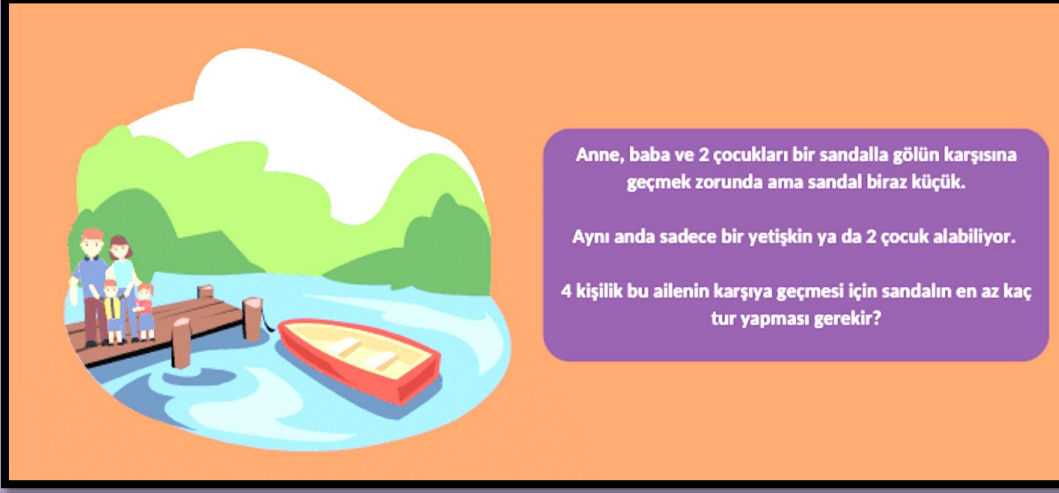 Anne, baba ve 2 çocukları bir sandalla gölün karşısına
geçmek zorunda ama sandal biraz küçük.
Aynı anda sadece bir yetişkin ya da 2 çocuk alabiliyor.
4 kişilik bu ailenin karşıya geçmesi için sandalın en az kaç
tur yapması gerekir?